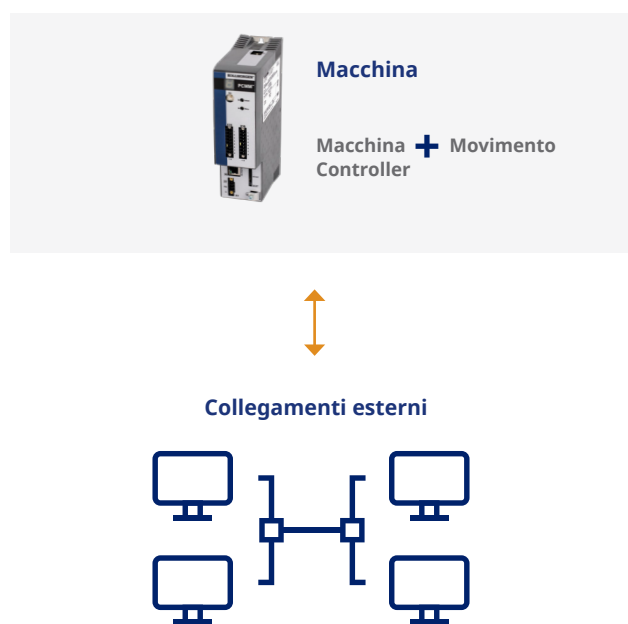 Macchina
Macchina + Movimento
Controller
Collegamenti esterni